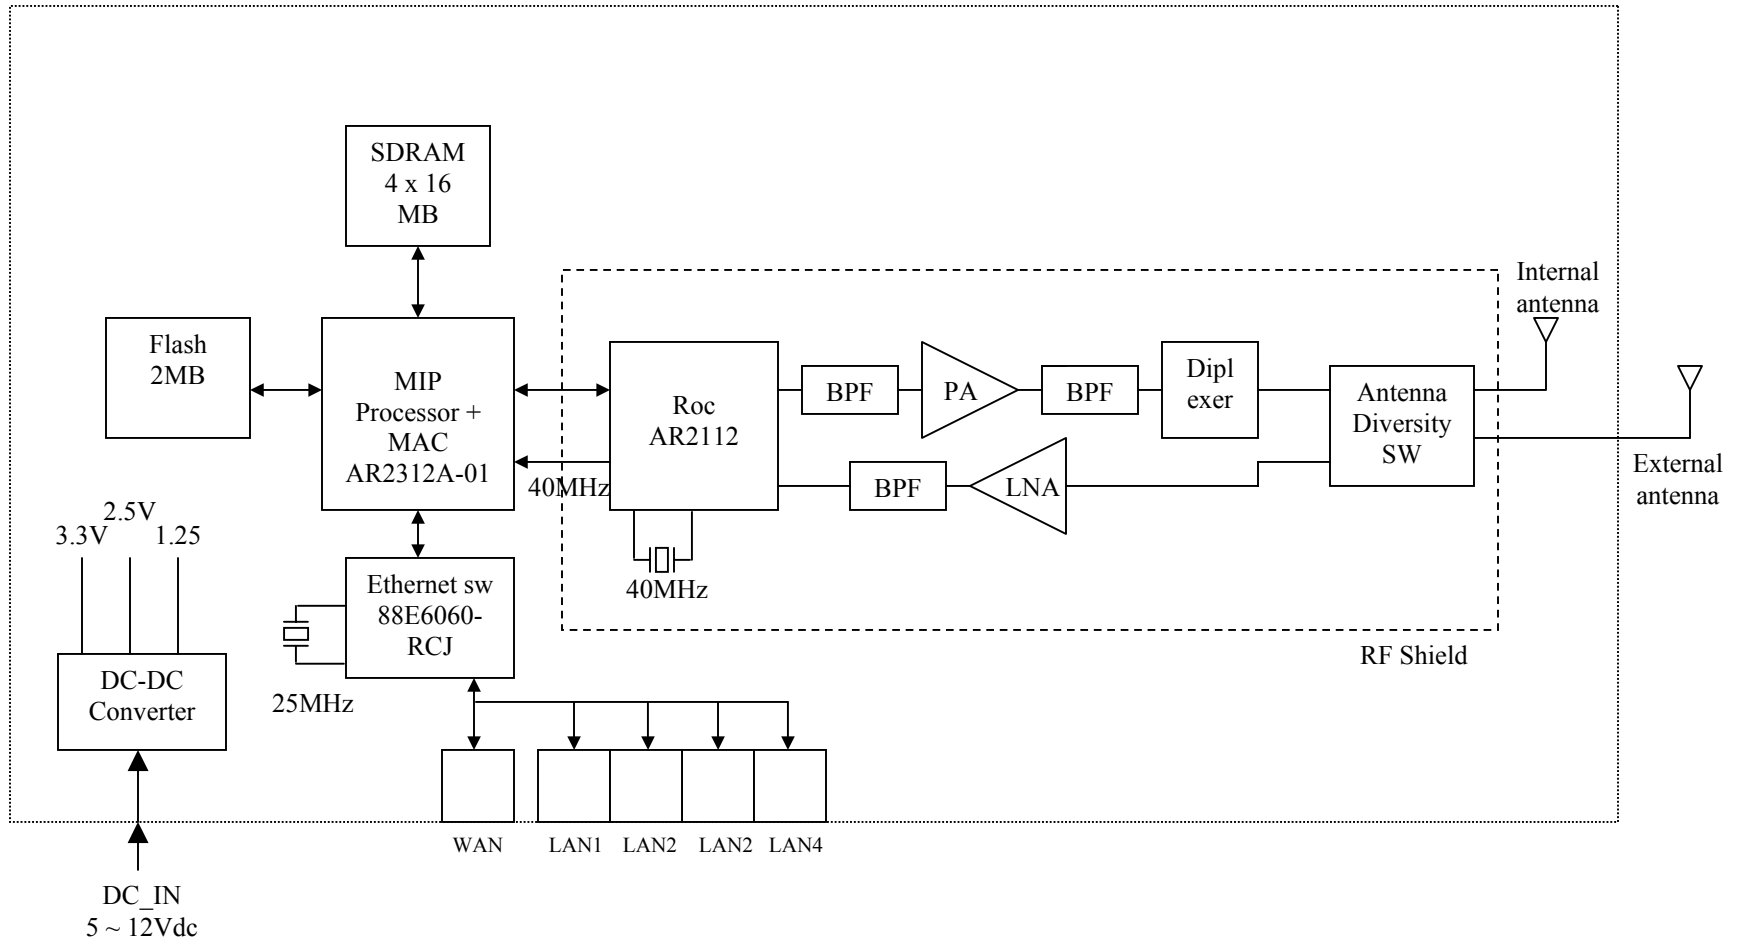 SDRAM
4 x 16
MB
Internal
antenna
Flash
2MB
MIP
Processor +
MAC
AR2312A-01
Roc
AR2112
BPF
PA
BPF
Dipl
exer
Antenna
Diversity
SW
40MHz
BPF
LNA
External
antenna
2.5V
3.3V
1.25
40MHz
Ethernet sw
88E6060-
RCJ
RF Shield
DC-DC
Converter
25MHz
WAN
LAN1
LAN2
LAN2
LAN4
DC_IN
5 ~ 12Vdc